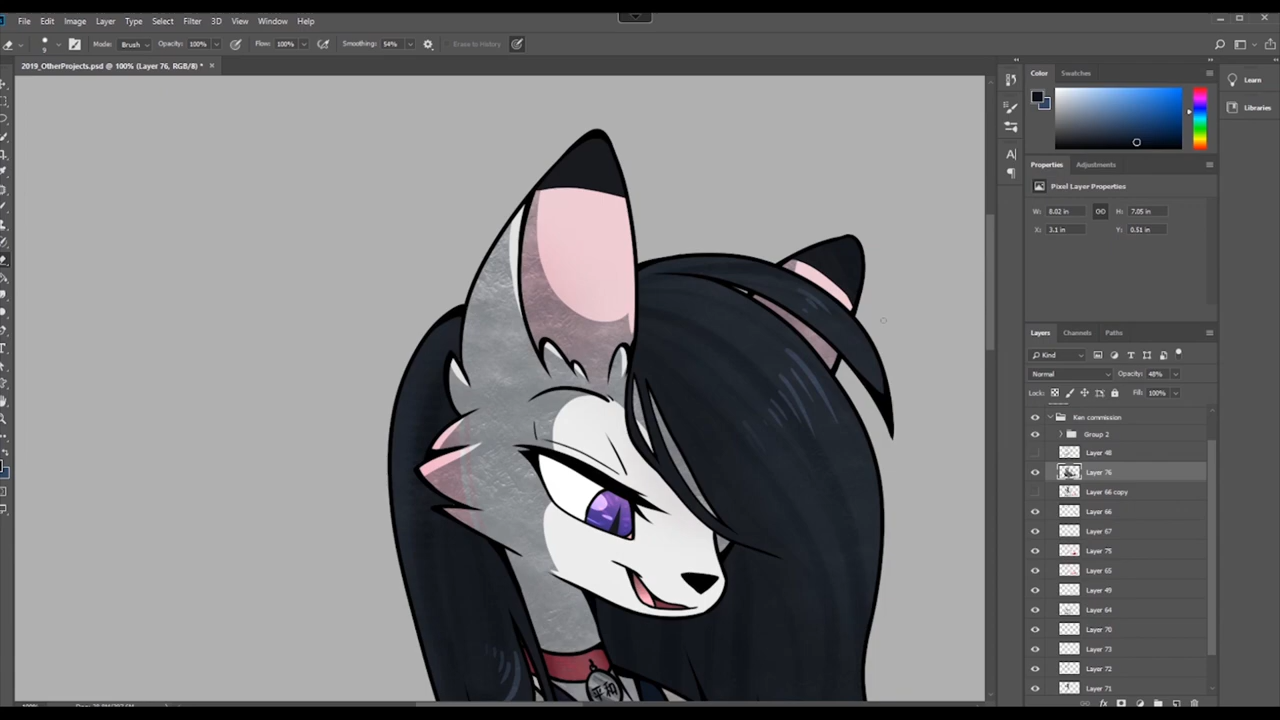 File Edit Image Layer Type Select Filter 3D View Window Help
9 Mode: Brush Opacity: 100% Flow: 100% Smoothing: 54% Erase to History
2019_OtherProjects.psd @ 100% (Layer 76, RGB/8) * ×
Color Swatches
Learn
Libraries
Properties Adjustments
Pixel Layer Properties
W: 8.02 in H: 7.05 in
X: 3.1 in Y: 0.51 in
Layers Channels Paths
Kind
Normal Opacity: 48%
Lock: Fill: 100%
Ken commission
Group 2
Layer 48
Layer 76
Layer 66 copy
Layer 66
Layer 67
Layer 75
Layer 65
Layer 49
Layer 64
Layer 70
Layer 73
Layer 72
Layer 71
平和